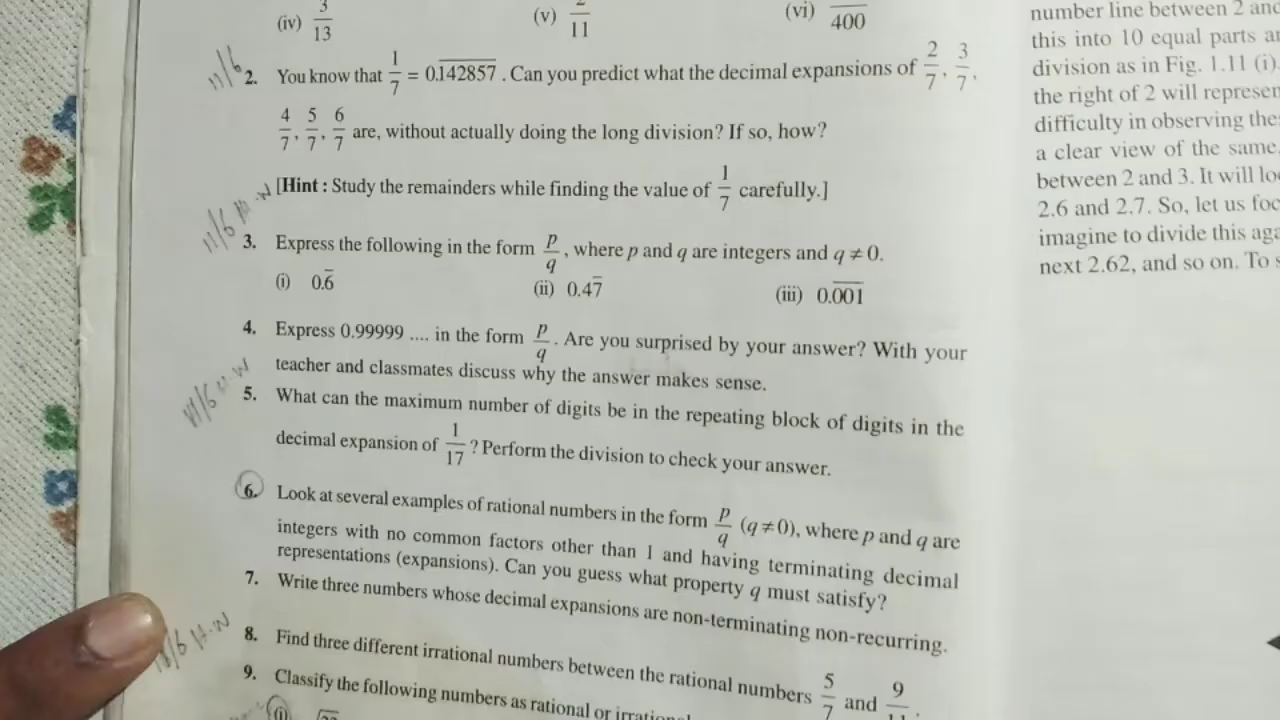 (iv) 3/13 (v) 2/11 (vi) /400
11/6 2. You know that 1/7 = 0.1̅4̅2̅8̅5̅7̅ . Can you predict what the decimal expansions of 2/7, 3/7,
4/7, 5/7, 6/7 are, without actually doing the long division? If so, how?
[Hint : Study the remainders while finding the value of 1/7 carefully.]
11/6 H.W
3. Express the following in the form p/q, where p and q are integers and q ≠ 0.
(i) 0.6̅ (ii) 0.47̅ (iii) 0.0̅0̅1̅
4. Express 0.99999 .... in the form p/q. Are you surprised by your answer? With your
teacher and classmates discuss why the answer makes sense.
11/6 H.W
5. What can the maximum number of digits be in the repeating block of digits in the
decimal expansion of 1/17 ? Perform the division to check your answer.
6. Look at several examples of rational numbers in the form p/q (q ≠ 0), where p and q are
integers with no common factors other than 1 and having terminating decimal
representations (expansions). Can you guess what property q must satisfy?
7. Write three numbers whose decimal expansions are non-terminating non-recurring.
/6 H.W
8. Find three different irrational numbers between the rational numbers 5/7 and 9/11.
9. Classify the following numbers as rational or
(i)
number line between 2 and
this into 10 equal parts
division as in Fig. 1.11 (i).
the right of 2 will
difficulty in observing
a clear view of the same.
between 2 and 3. It will
2.6 and 2.7. So, let us
imagine to divide this
next 2.62, and so on. To